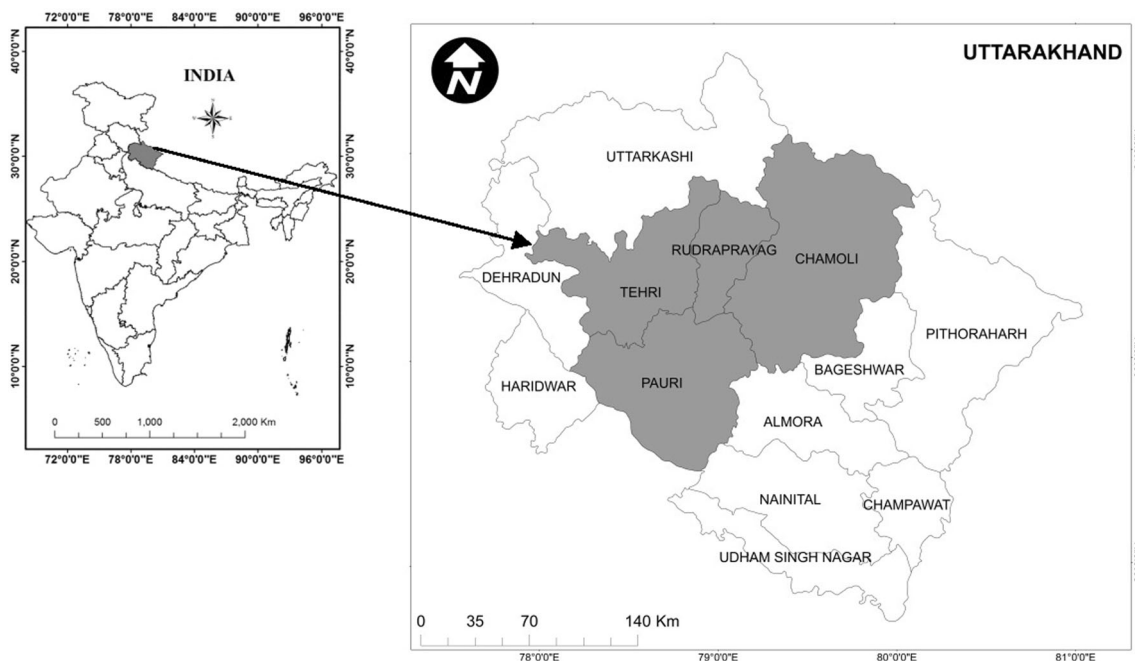 72°0'0"E 78°0'0"E 84°0'0"E 90°0'0"E 96°0'0"E
40°0'0"N
40°0'0"N
INDIA
30°0'0"N
30°0'0"N
20°0'0"N
20°0'0"N
10°0'0"N
10°0'0"N
0 500 1,000 2,000 Km
72°0'0"E 78°0'0"E 84°0'0"E 90°0'0"E 96°0'0"E
N
UTTARAKHAND
UTTARKASHI
RUDRAPRAYAG
CHAMOLI
DEHRADUN
TEHRI
PITHORAHARH
BAGESHWAR
HARIDWAR
PAURI
ALMORA
NAINITAL
CHAMPAWAT
UDHAM SINGH NAGAR
0 35 70 140 Km
78°0'0"E 79°0'0"E 80°0'0"E 81°0'0"E